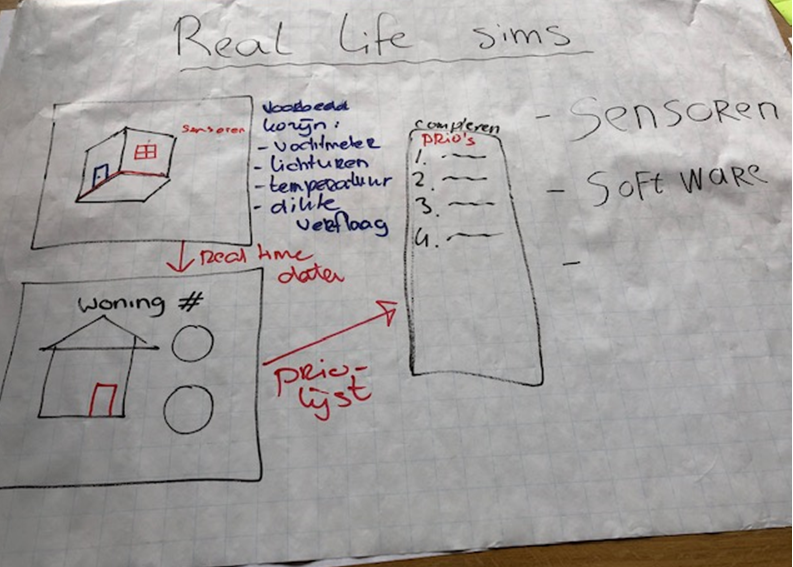 Real life sims
sensoren
voorbeeld
kozijn:
- vochtmeter
- lichturen
- temperatuur
- dikte
verflaag
real time
data
woning #
prio-
lijst
prio's
1.
2.
3.
4.
- Sensoren
- Software
-